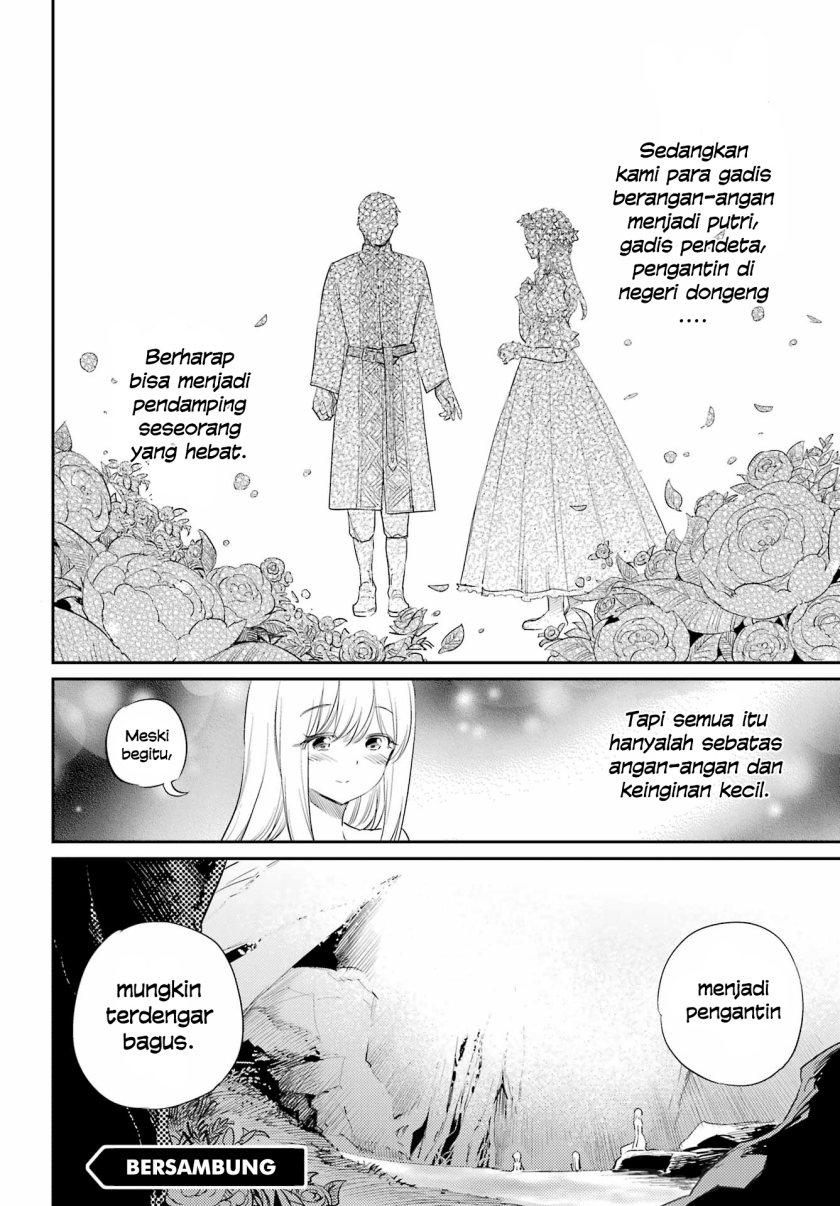 Sedangkan
kami para gadis
berangan-angan
menjadi putri,
gadis pendeta,
pengantin di
negeri dongeng
....
Berharap
bisa menjadi
pendamping
seseorang
yang hebat.
Tapi semua itu
hanyalah sebatas
angan-angan dan
keinginan kecil.
Meski
begitu,
menjadi
pengantin
mungkin
terdengar
bagus.
BERSAMBUNG